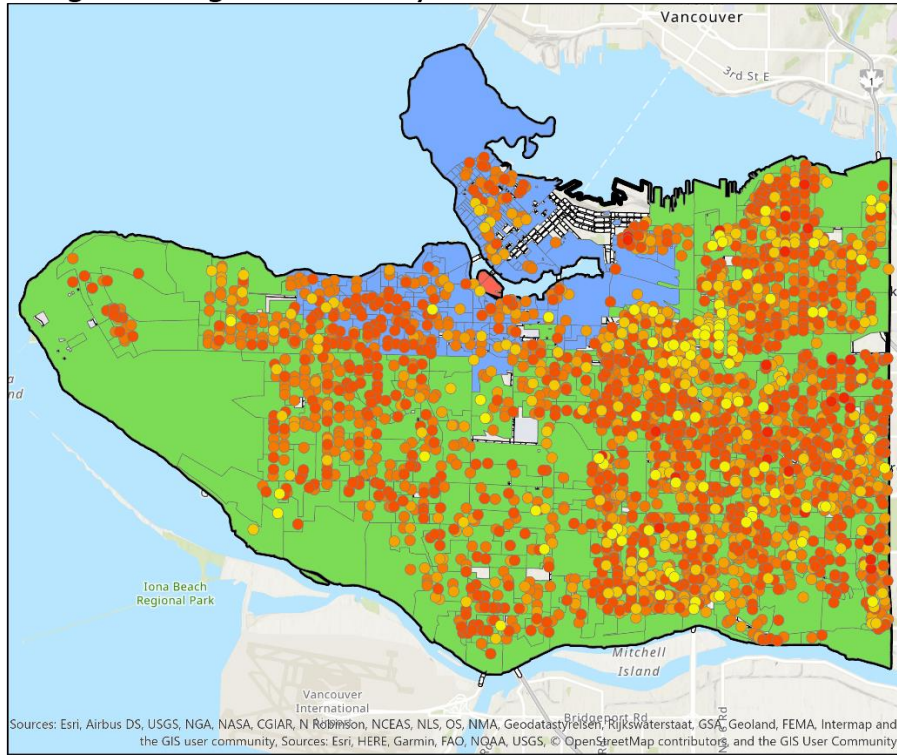 Vancouver
3rd St E
1
Iona Beach
Regional Park
Mitchell
Island
Vancouver
International
Bridgeport Rd
Sources: Esri, Airbus DS, USGS, NGA, NASA, CGIAR, N Robinson, NCEAS, NLS, OS, NMA, Geodatastyrelsen, Rijkswaterstaat, GSA, Geoland, FEMA, Intermap and
the GIS user community, Sources: Esri, HERE, Garmin, FAO, NOAA, USGS, © OpenStreetMap contributors, and the GIS User Community